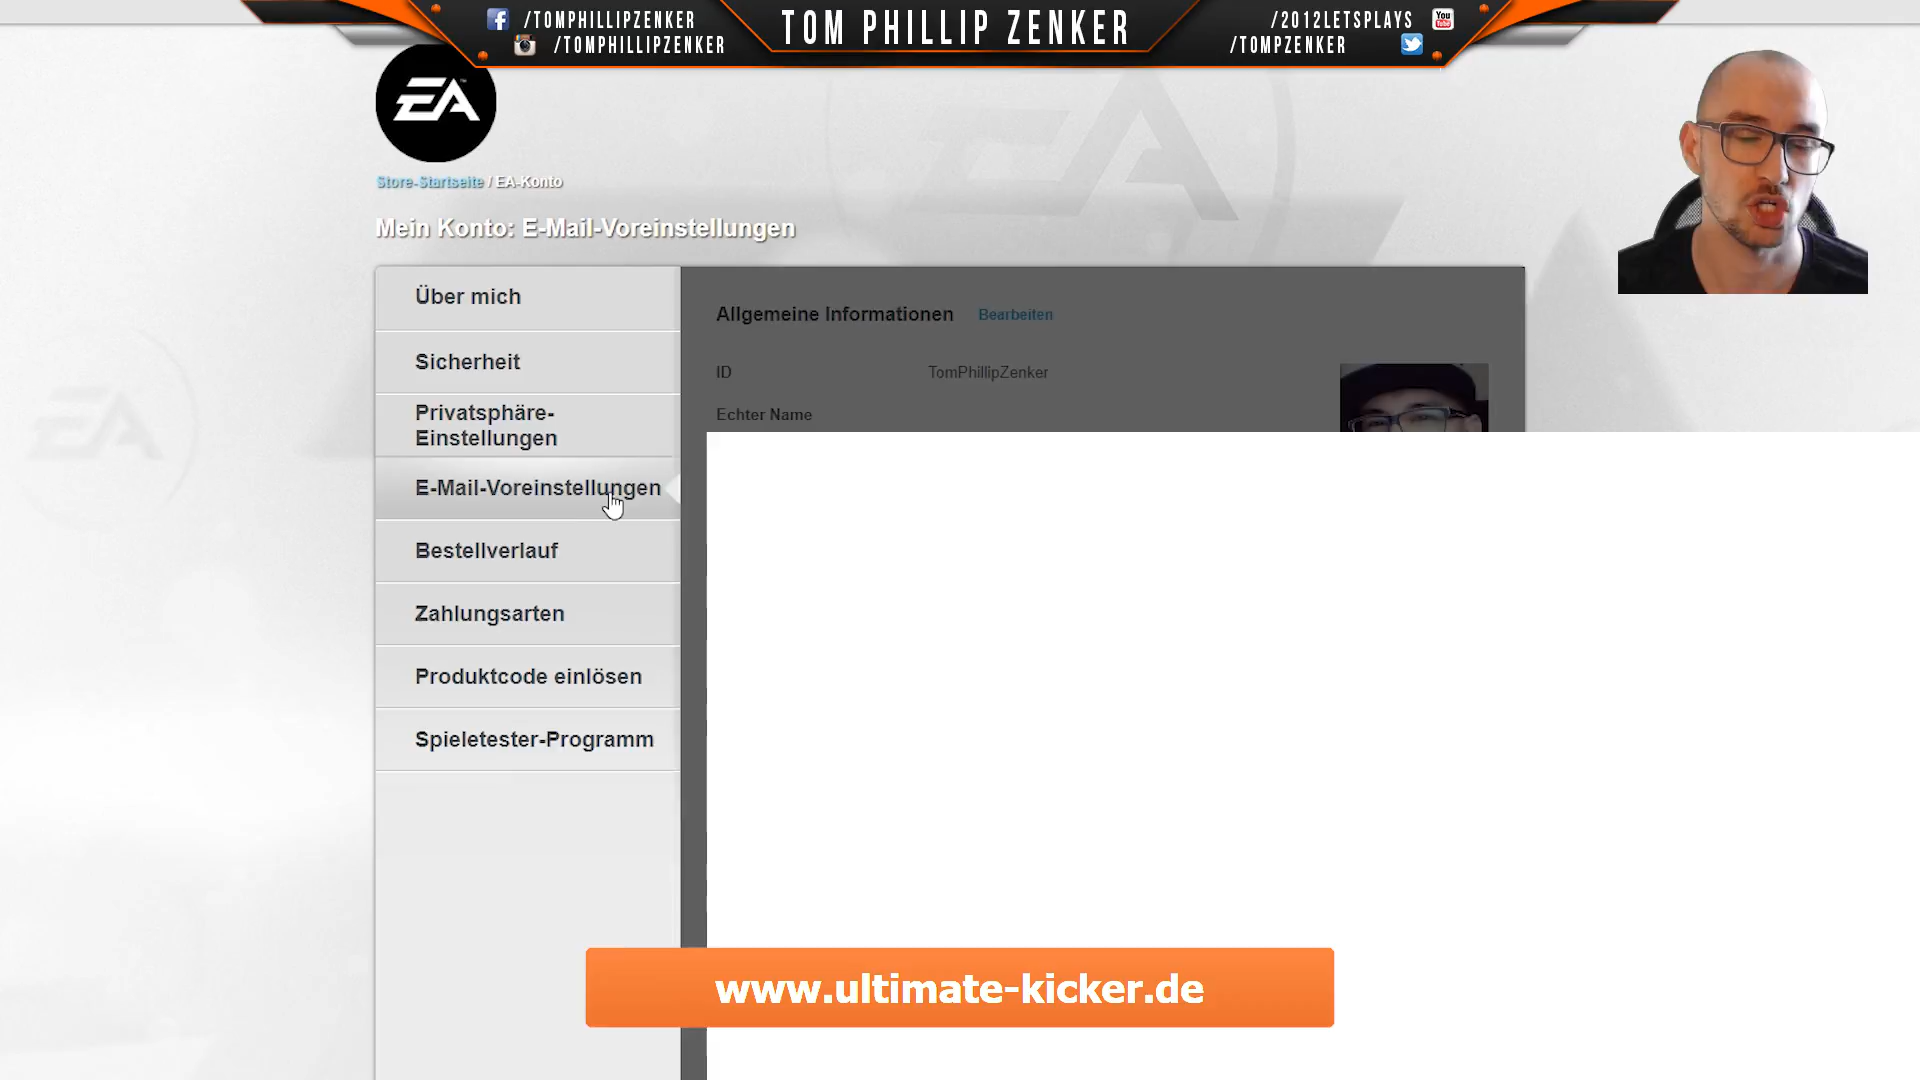 /TOMPHILLIPZENKER
/TOMPHILLIPZENKER
TOM PHILLIP ZENKER
/2012LETSPLAYS
You Tube
/TOMPZENKER
EA
Store-Startseite / EA-Konto
Mein Konto: E-Mail-Voreinstellungen
Über mich
Sicherheit
Privatsphäre-
Einstellungen
E-Mail-Voreinstellungen
Bestellverlauf
Zahlungsarten
Produktcode einlösen
Spieletester-Programm
Allgemeine Informationen Bearbeiten
ID TomPhillipZenker
Echter Name
www.ultimate-kicker.de